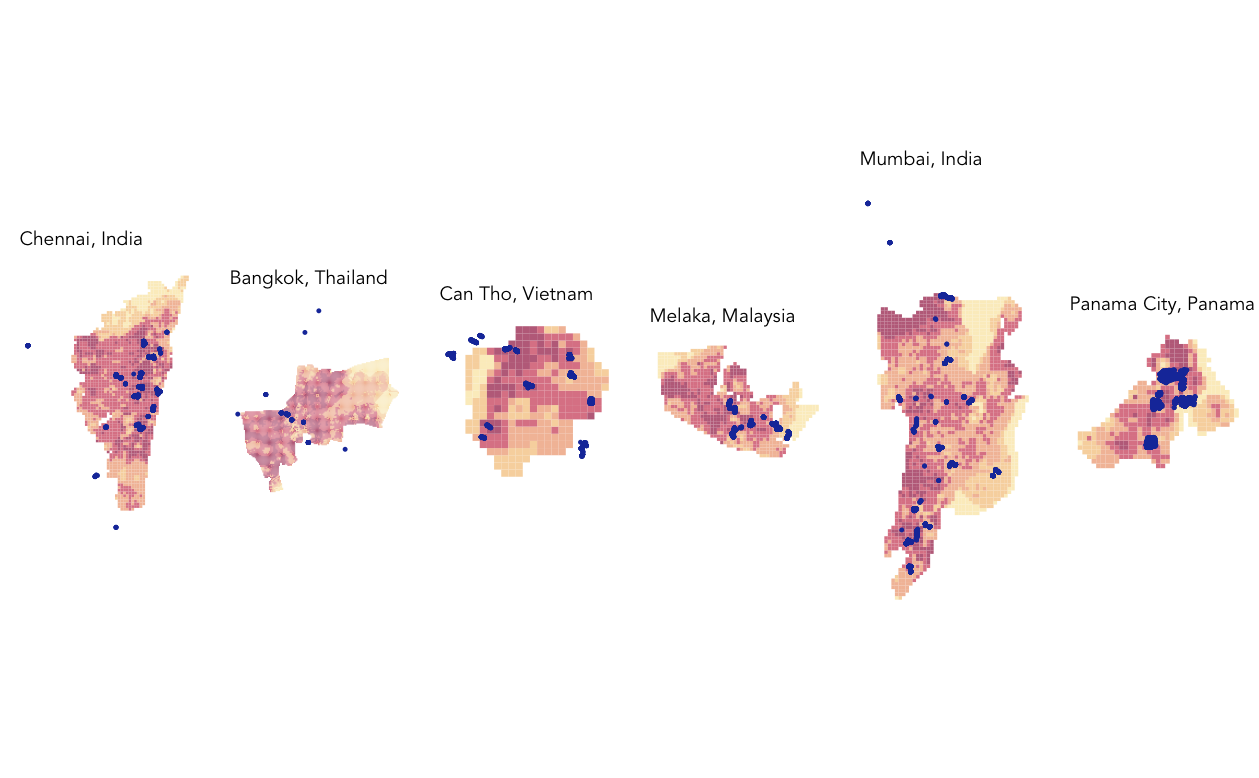 Chennai, India
Bangkok, Thailand
Can Tho, Vietnam
Melaka, Malaysia
Mumbai, India
Panama City, Panama